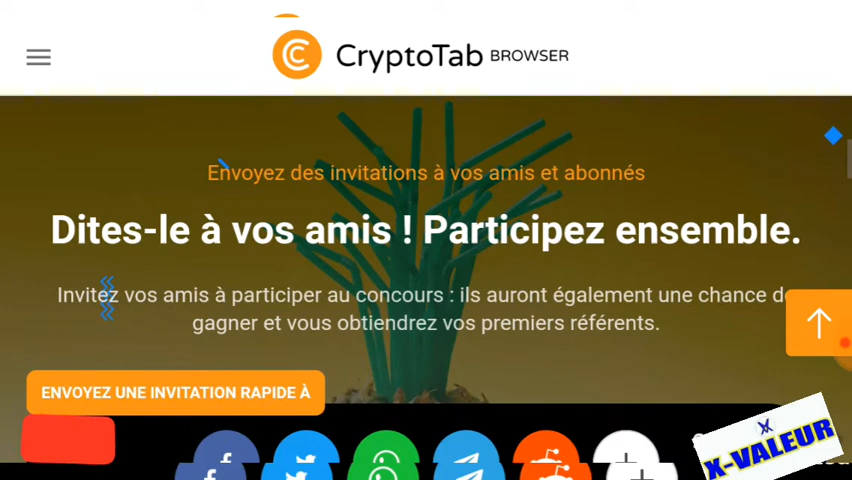 CryptoTab BROWSER
Envoyez des invitations à vos amis et abonnés
Dites-le à vos amis ! Participez ensemble.
Invitez vos amis à participer au concours : ils auront également une chance de
gagner et vous obtiendrez vos premiers référents.
ENVOYEZ UNE INVITATION RAPIDE À
X-VALEUR